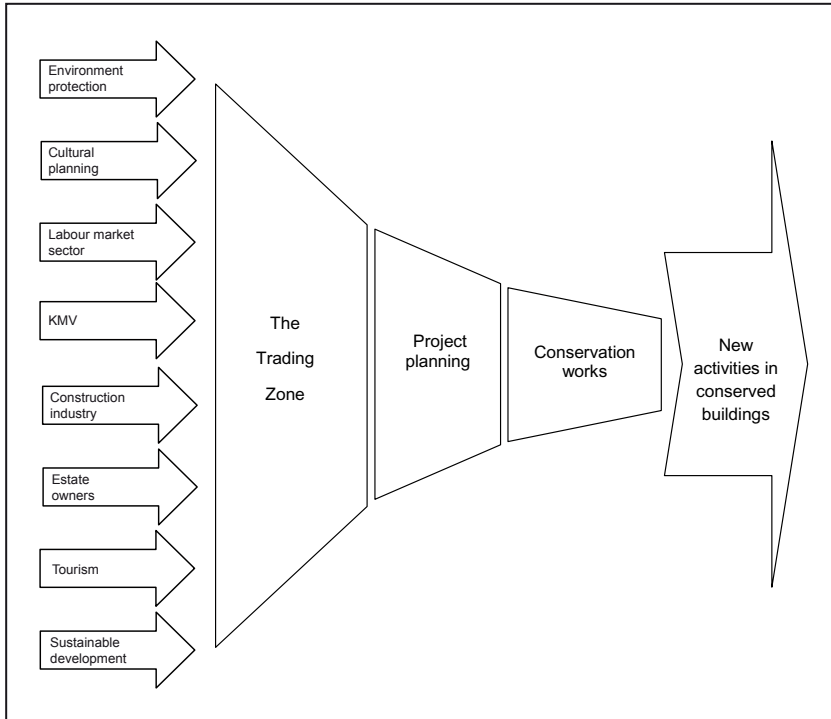 Environment
protection
Cultural
planning
Labour market
sector
KMV
Construction
industry
Estate
owners
Tourism
Sustainable
development
The
Trading
Zone
Project
planning
Conservation
works
New
activities in
conserved
buildings